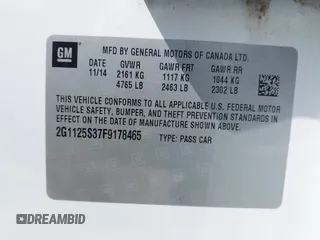 GM
MFD BY GENERAL MOTORS OF CANADA LTD.
DATE GVWR GAWR FRT GAWR RR
11/14 2161 KG 1117 KG 1044 KG
4765 LB 2463 LB 2302 LB
THIS VEHICLE CONFORMS TO ALL APPLICABLE U.S. FEDERAL MOTOR
VEHICLE SAFETY, BUMPER, AND THEFT PREVENTION STANDARDS
IN EFFECT ON THE DATE OF MANUFACTURE SHOWN ABOVE.
2G1125S37F9178465 TYPE: PASS CAR
DREAMBID